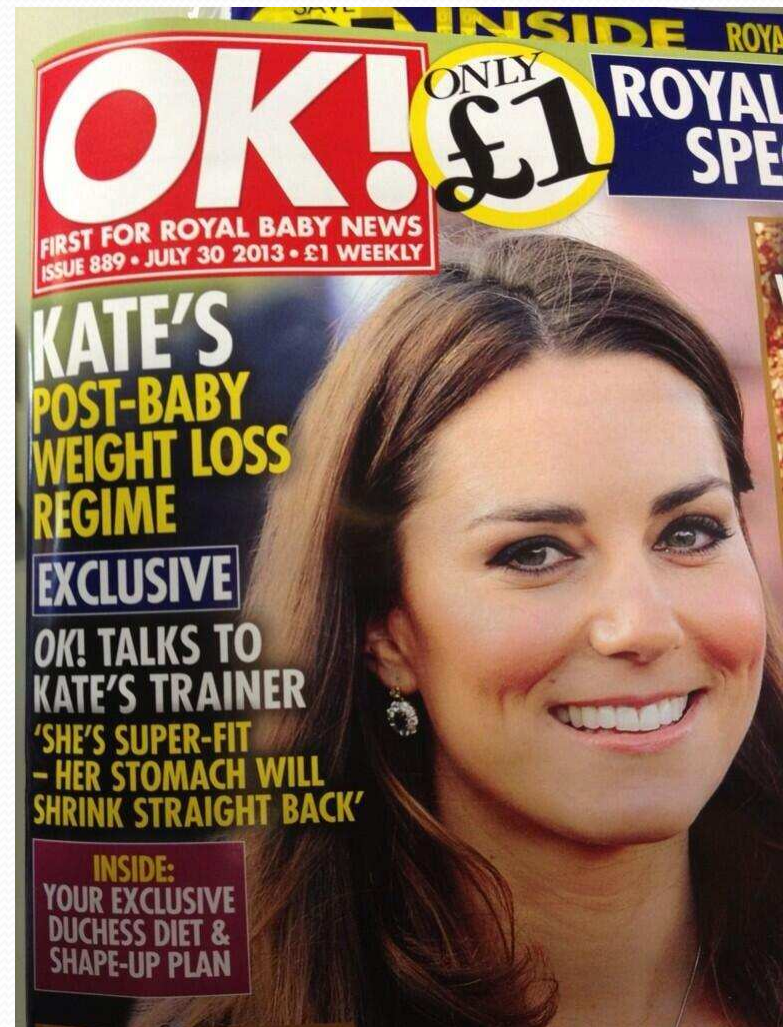 INSIDE
OK!
ONLY
£1
ROYAL
FIRST FOR ROYAL BABY NEWS
ISSUE 889 • JULY 30 2013 • £1 WEEKLY
KATE'S
POST-BABY
WEIGHT LOSS
REGIME
EXCLUSIVE
OK! TALKS TO
KATE'S TRAINER
'SHE'S SUPER-FIT
– HER STOMACH WILL
SHRINK STRAIGHT BACK'
INSIDE:
YOUR EXCLUSIVE
DUCHESS DIET &
SHAPE-UP PLAN